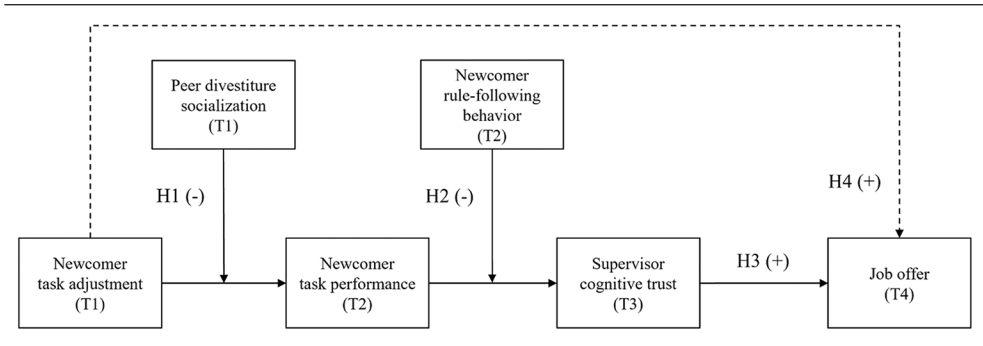 Peer divestiture
socialization
(T1)
Newcomer
rule-following
behavior
(T2)
H1 (-)
H2 (-)
H4 (+)
Newcomer
task adjustment
(T1)
Newcomer
task performance
(T2)
Supervisor
cognitive trust
(T3)
H3 (+)
Job offer
(T4)